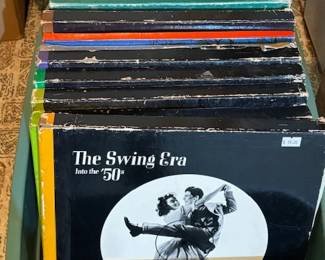 The Swing Era
Into the '50s